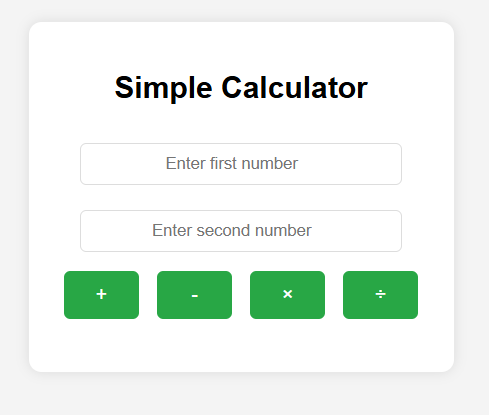 Simple Calculator
Enter first number
Enter second number
+ - × ÷